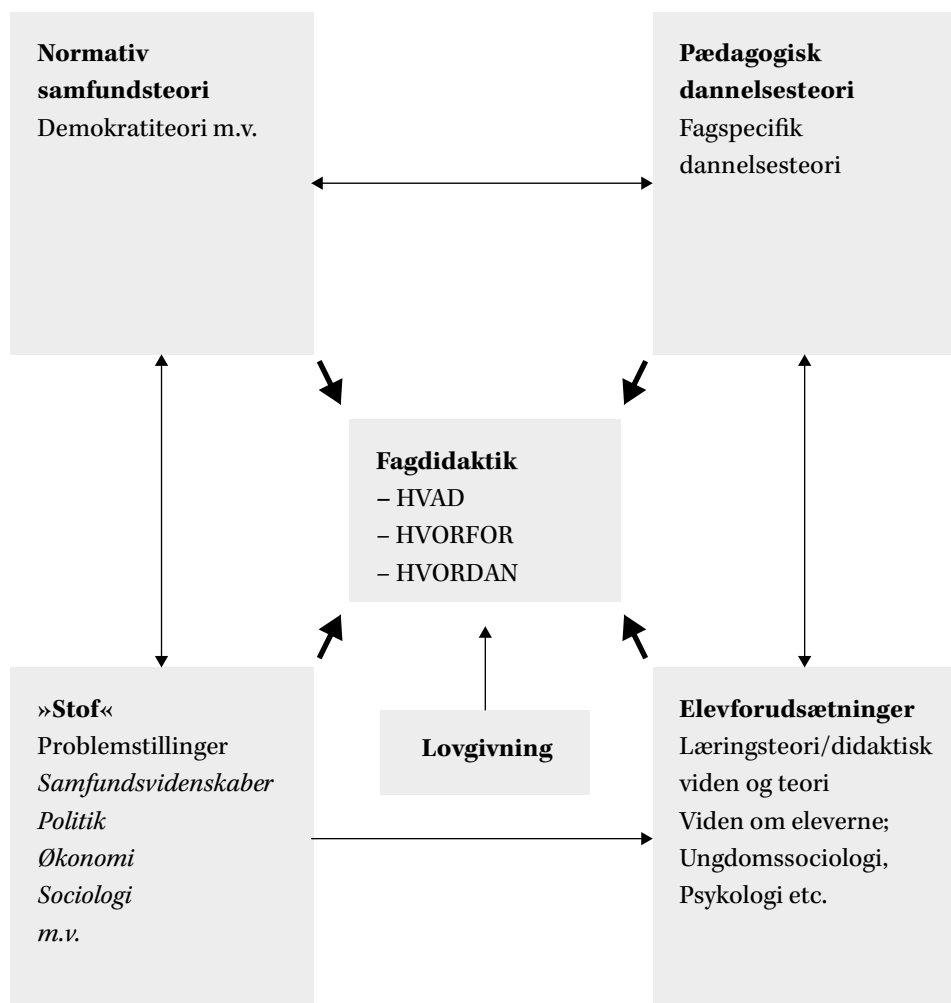 Normativ
samfundsteori
Demokratiteori m.v.
Pædagogisk
dannelsesteori
Fagspecifik
dannelsesteori
Fagdidaktik
– HVAD
– HVORFOR
– HVORDAN
»Stof«
Problemstillinger
Samfundsvidenskaber
Politik
Økonomi
Sociologi
m.v.
Lovgivning
Elevforudsætninger
Læringsteori/didaktisk
viden og teori
Viden om eleverne;
Ungdomssociologi,
Psykologi etc.